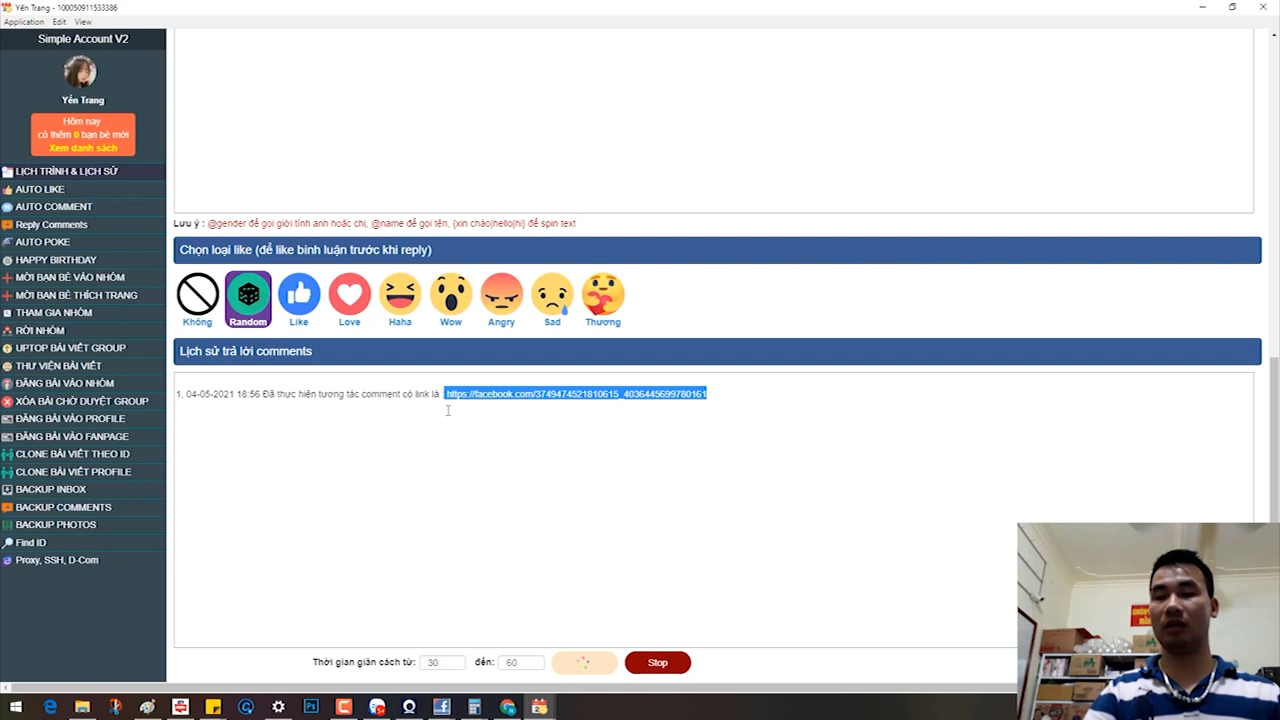 Yến Trang - 100050911533386
Application Edit View
Simple Account V2
Yến Trang
Hôm nay
có thêm 0 bạn bè mới
Xem danh sách
LỊCH TRÌNH & LỊCH SỬ
AUTO LIKE
AUTO COMMENT
Reply Comments
AUTO POKE
HAPPY BIRTHDAY
MỜI BẠN BÈ VÀO NHÓM
MỜI BẠN BÈ THÍCH TRANG
THAM GIA NHÓM
RỜI NHÓM
UPTOP BÀI VIẾT GROUP
THƯ VIỆN BÀI VIẾT
ĐĂNG BÀI VÀO NHÓM
XÓA BÀI CHỜ DUYỆT GROUP
ĐĂNG BÀI VÀO PROFILE
ĐĂNG BÀI VÀO FANPAGE
CLONE BÀI VIẾT THEO ID
CLONE BÀI VIẾT PROFILE
BACKUP INBOX
BACKUP COMMENTS
BACKUP PHOTOS
Find ID
Proxy, SSH, D-Com
Lưu ý : @gender để gọi giới tính anh hoặc chị, @name để gọi tên, {xin chào|hello|hi} để spin text
Chọn loại like (để like bình luận trước khi reply)
Không Random Like Love Haha Wow Angry Sad Thương
Lịch sử trả lời comments
1, 04-05-2021 18:56 Đã thực hiện tương tác comment có link là : https://facebook.com/3749474521810615_4036445699780161
Thời gian giãn cách từ: 30 đến: 60 Stop